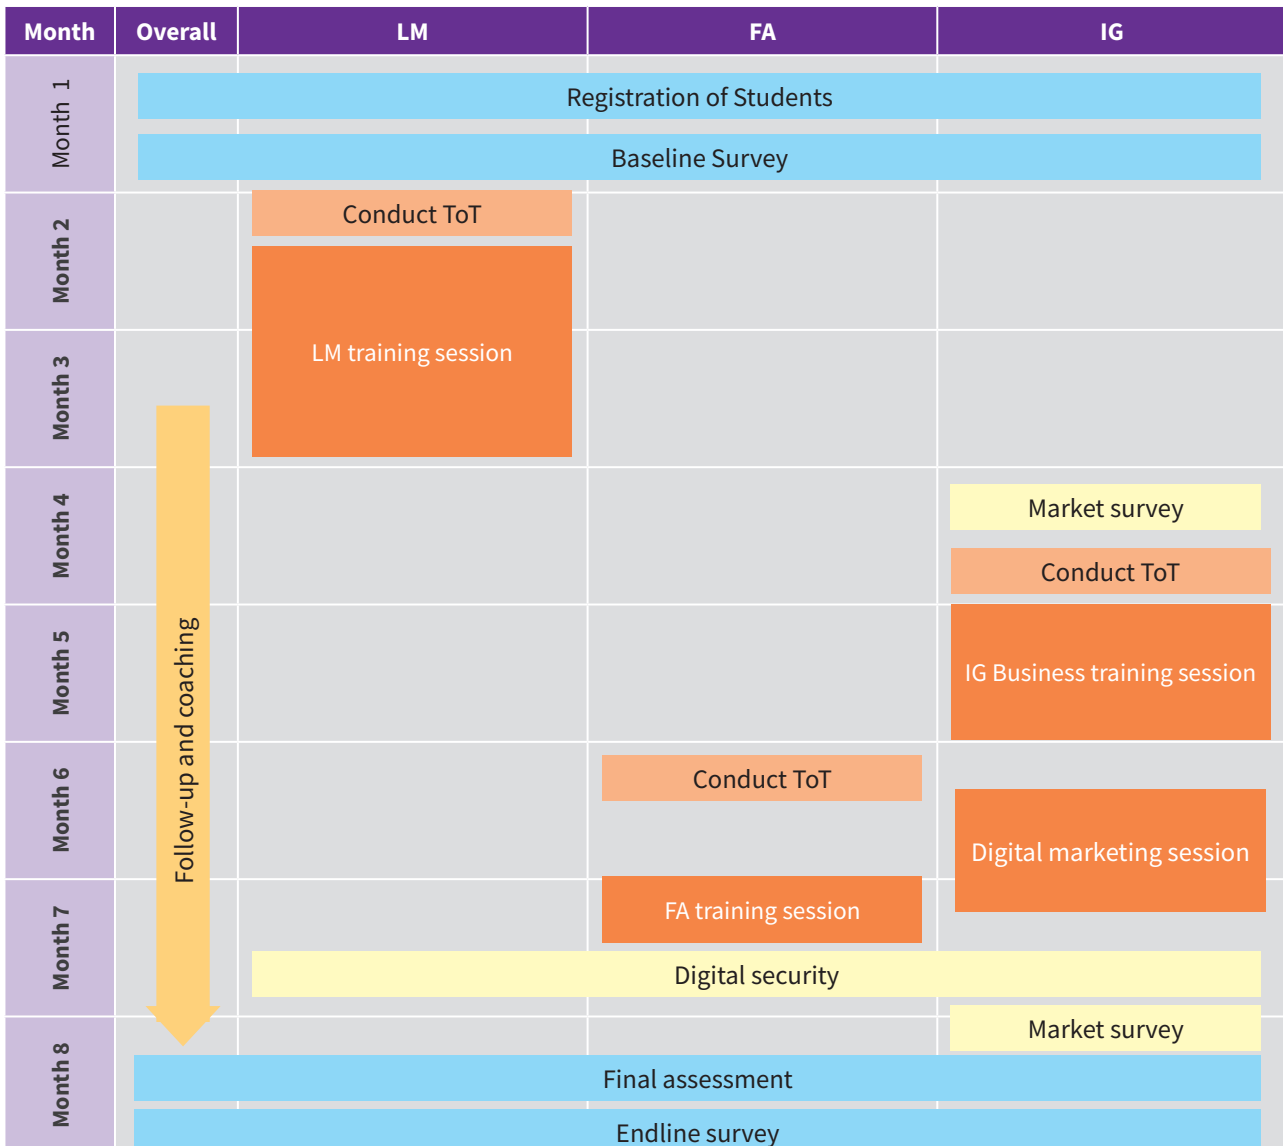 Month Overall LM FA IG
Month 1
Registration of Students
Baseline Survey
Month 2
Conduct ToT
LM training session
Month 3
Follow-up and coaching
Month 4
Market survey
Conduct ToT
Month 5
IG Business training session
Month 6
Conduct ToT
Digital marketing session
Month 7
FA training session
Digital security
Month 8
Market survey
Final assessment
Endline survey